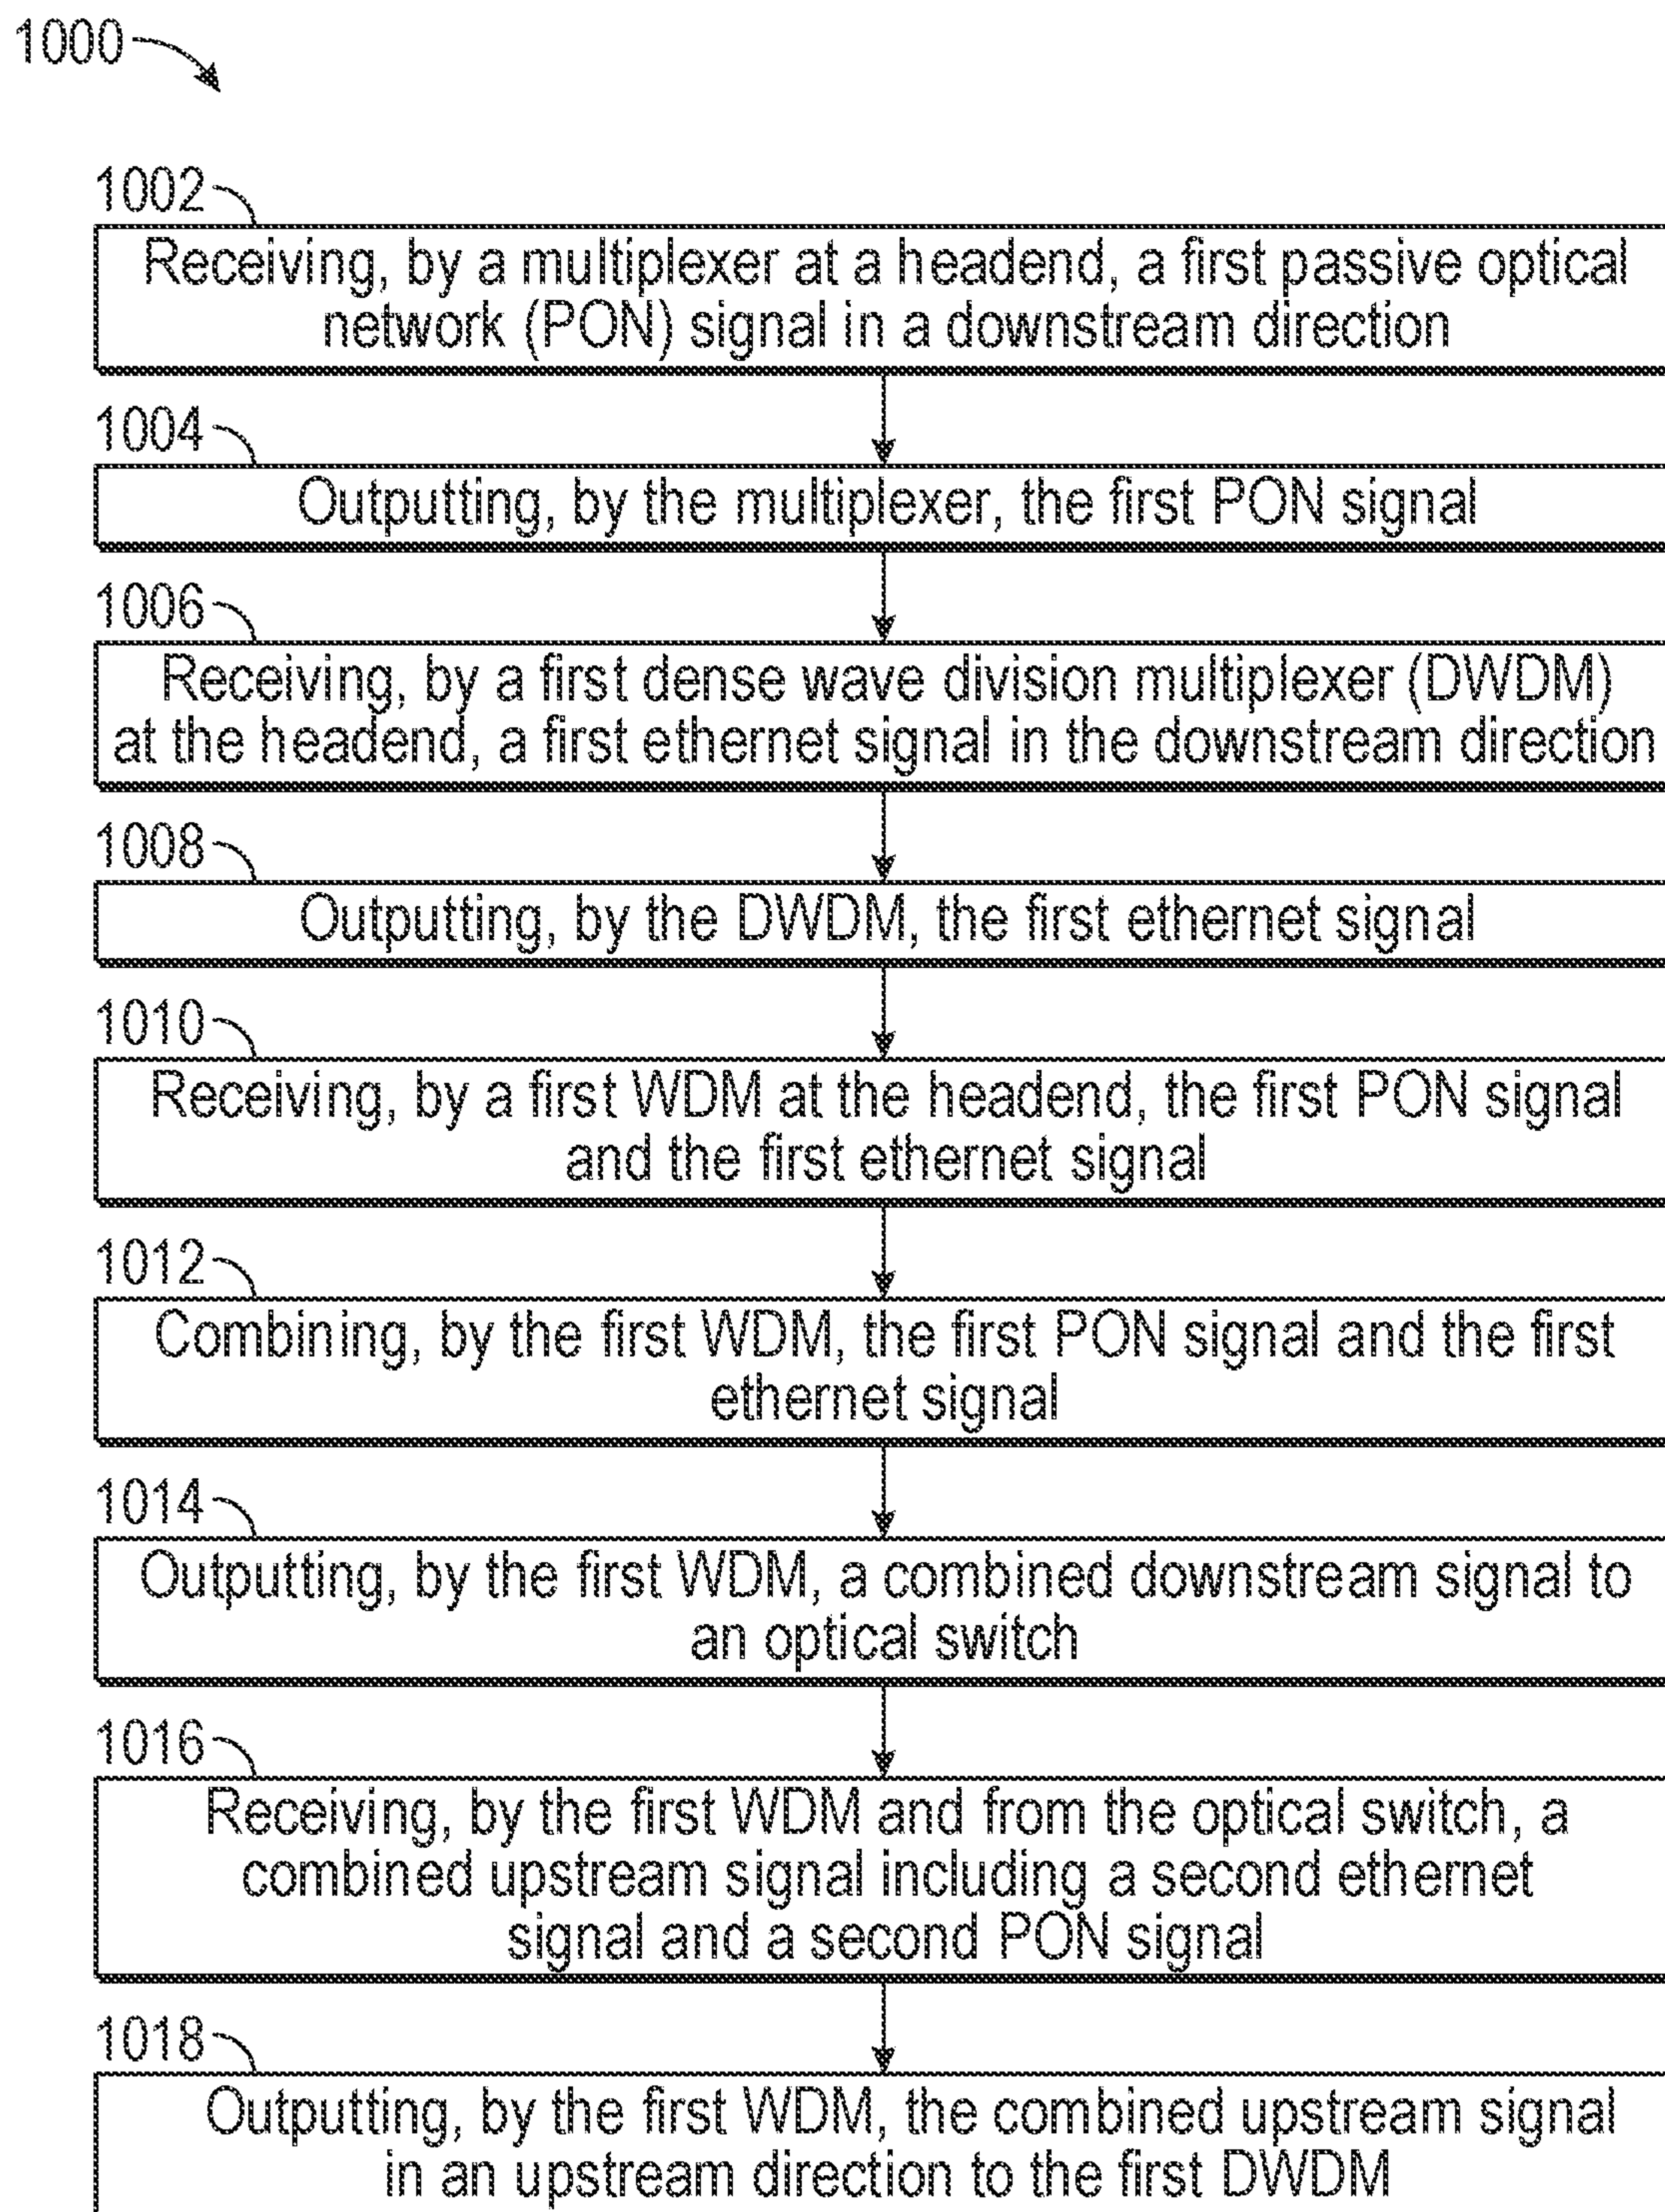 1000
1002
Receiving, by a multiplexer at a headend, a first passive optical
network (PON) signal in a downstream direction
1004
Outputting, by the multiplexer, the first PON signal
1006
Receiving, by a first dense wave division multiplexer (DWDM)
at the headend, a first ethernet signal in the downstream direction
1008
Outputting, by the DWDM, the first ethernet signal
1010
Receiving, by a first WDM at the headend, the first PON signal
and the first ethernet signal
1012
Combining, by the first WDM, the first PON signal and the first
ethernet signal
1014
Outputting, by the first WDM, a combined downstream signal to
an optical switch
1016
Receiving, by the first WDM and from the optical switch, a
combined upstream signal including a second ethernet
signal and a second PON signal
1018
Outputting, by the first WDM, the combined upstream signal
in an upstream direction to the first DWDM